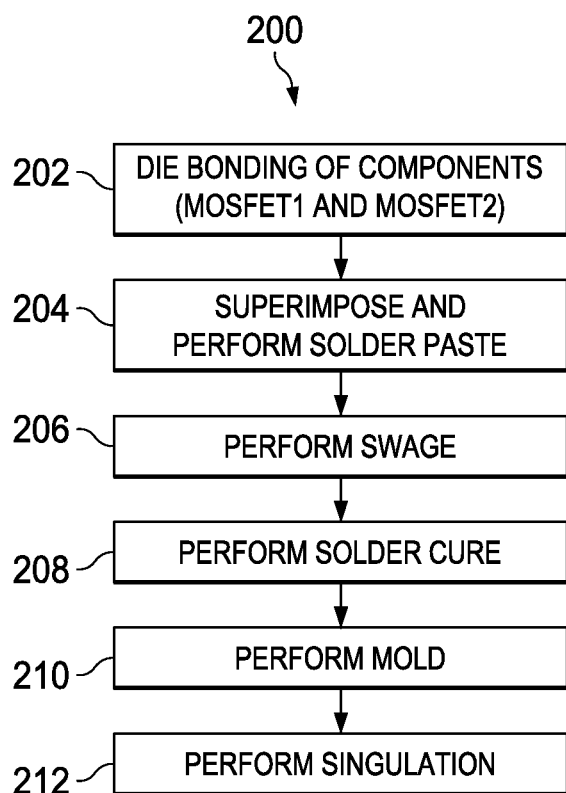 200
202
DIE BONDING OF COMPONENTS
(MOSFET1 AND MOSFET2)
204
SUPERIMPOSE AND
PERFORM SOLDER PASTE
206
PERFORM SWAGE
208
PERFORM SOLDER CURE
210
PERFORM MOLD
212
PERFORM SINGULATION